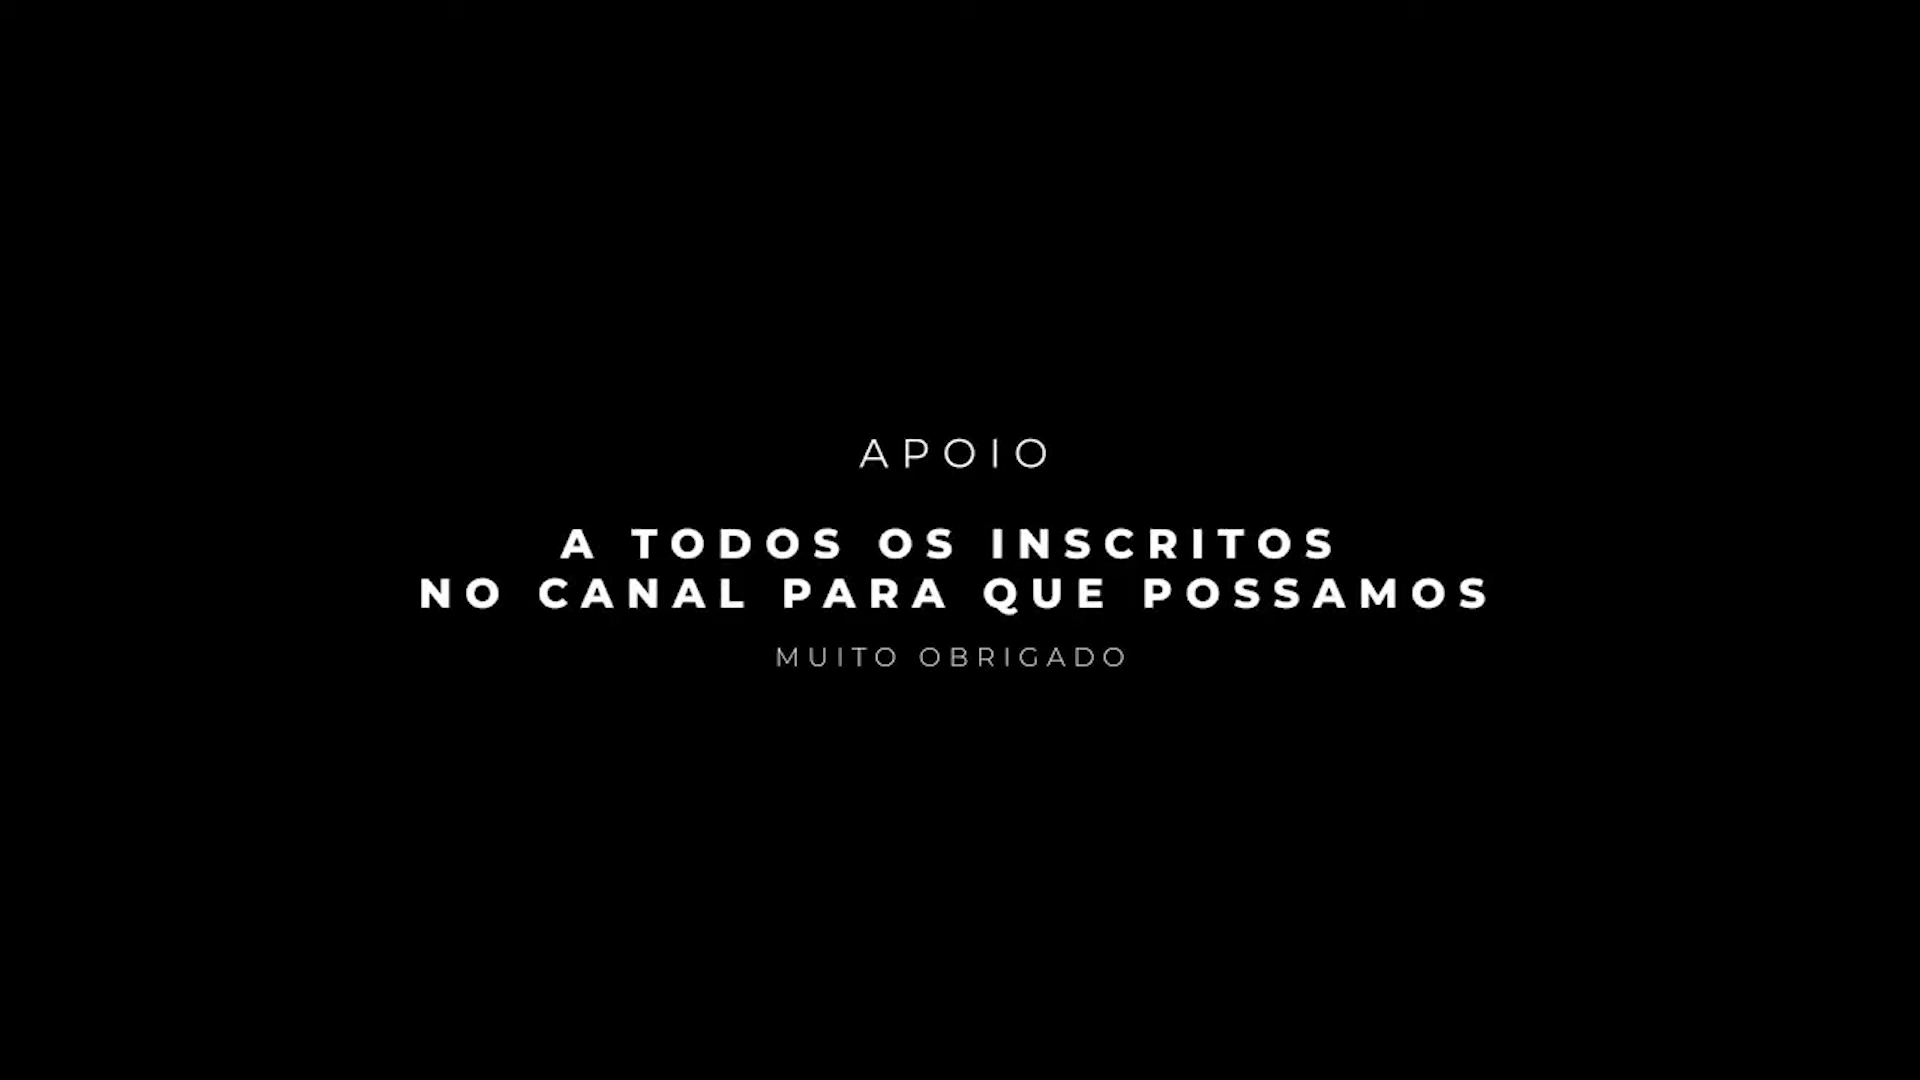 APOIO
A TODOS OS INSCRITOS
NO CANAL PARA QUE POSSAMOS
MUITO OBRIGADO